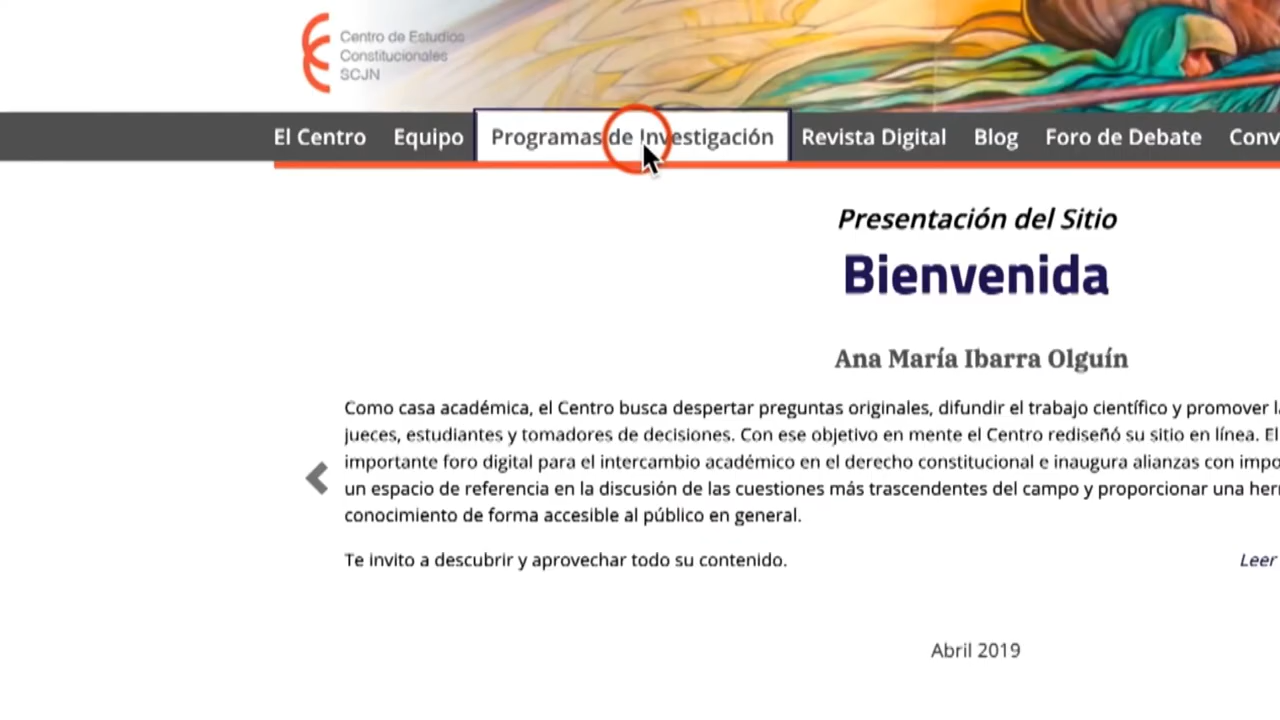 Centro de Estudios
Constitucionales
SCJN
El Centro Equipo Programas de Investigación Revista Digital Blog Foro de Debate Conv
Presentación del Sitio
Bienvenida
Ana María Ibarra Olguín
Como casa académica, el Centro busca despertar preguntas originales, difundir el trabajo científico y promover l
jueces, estudiantes y tomadores de decisiones. Con ese objetivo en mente el Centro rediseñó su sitio en línea. El
importante foro digital para el intercambio académico en el derecho constitucional e inaugura alianzas con impo
un espacio de referencia en la discusión de las cuestiones más trascendentes del campo y proporcionar una her
conocimiento de forma accesible al público en general.
Te invito a descubrir y aprovechar todo su contenido. Leer
Abril 2019